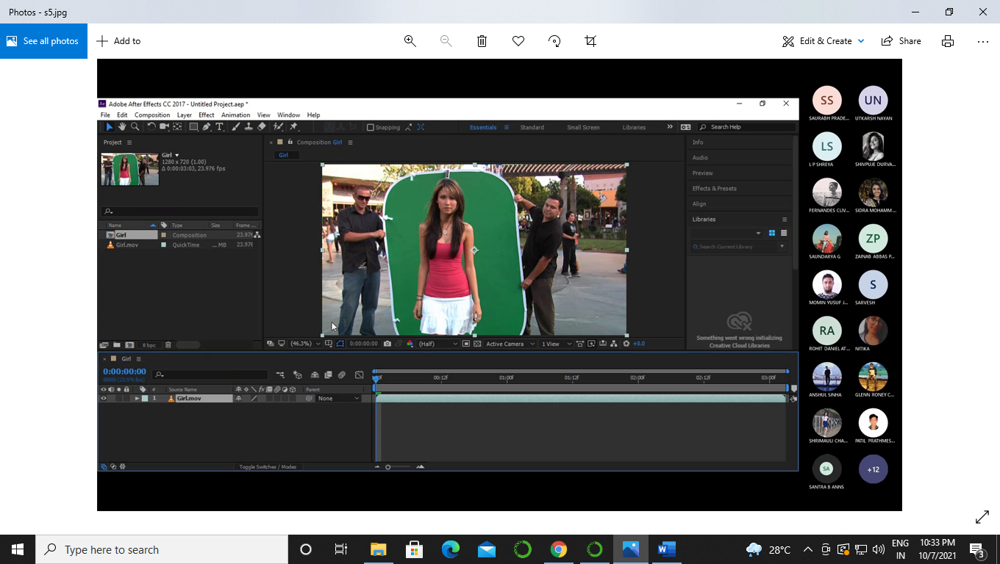 Photos - s5.jpg
See all photos
Add to
Edit & Create
Share
Ae Adobe After Effects CC 2017 - Untitled Project.aep *
File Edit Composition Layer Effect Animation View Window Help
Snapping
Essentials
Standard
Small Screen
Libraries
Search Help
Project
Girl
1280 x 720 (1.00)
Δ 0:00:03:03, 23.976 fps
Name Type Size Frame ...
Girl Composition 23.976
Girl.mov QuickTime ... MB 23.976
8 bpc
Composition Girl
Girl
(46.3%) 0:00:00:00 (Half) Active Camera 1 View +0.0
Info
Audio
Preview
Effects & Presets
Align
Libraries
Search Current Library
Something went wrong initializing
Creative Cloud Libraries
Girl
0:00:00:00
00000 (23.976 fps)
# Source Name Parent
1 Girl.mov None
00:12f 01:00f 01:12f 02:00f 02:12f 03:00f
Toggle Switches / Modes
SS UN
SAURABH PRADE... UTKARSH NAYAN
LS
L P SHREYA SHIVPUJE DURVA...
FERNANDES CLIV... SIDRA MOHAMM...
ZP
SAUNDARYA G ZAINAB ABBAS P...
S
MOMIN YUSUF J... SARVESH
RA
ROHIT DANIEL AT... NITIKA
ANSHUL SINHA GLENN RONEY C...
SHRIMAULI CHA... PATIL PRATHMES...
SA +12
SANTRA B ANNS
Type here to search
28°C
ENG
IN
10:33 PM
10/7/2021
3